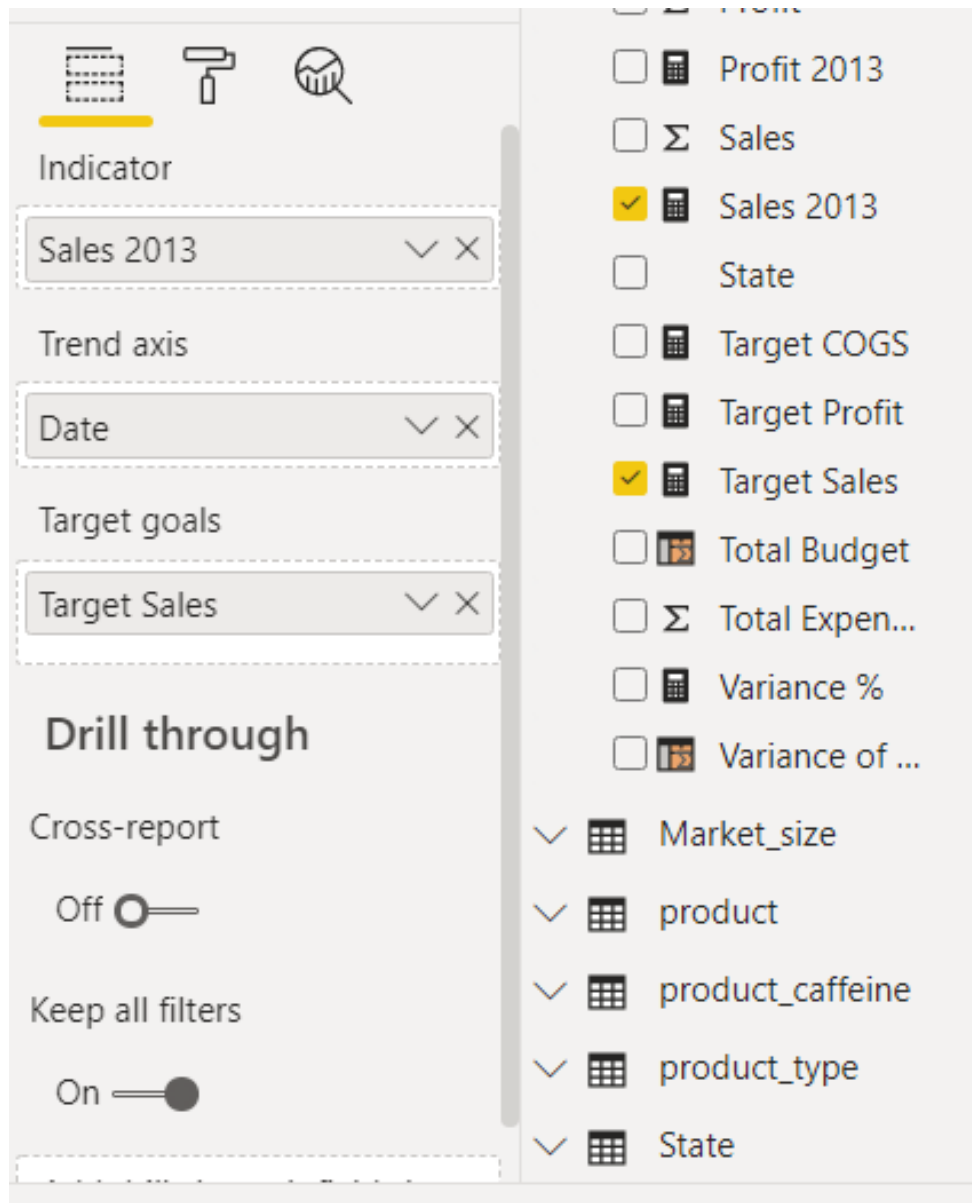 Indicator
Sales 2013
Trend axis
Date
Target goals
Target Sales
Drill through
Cross-report
Off
Keep all filters
On
Profit
Profit 2013
Σ Sales
Sales 2013
State
Target COGS
Target Profit
Target Sales
Total Budget
Σ Total Expen...
Variance %
Variance of ...
Market_size
product
product_caffeine
product_type
State